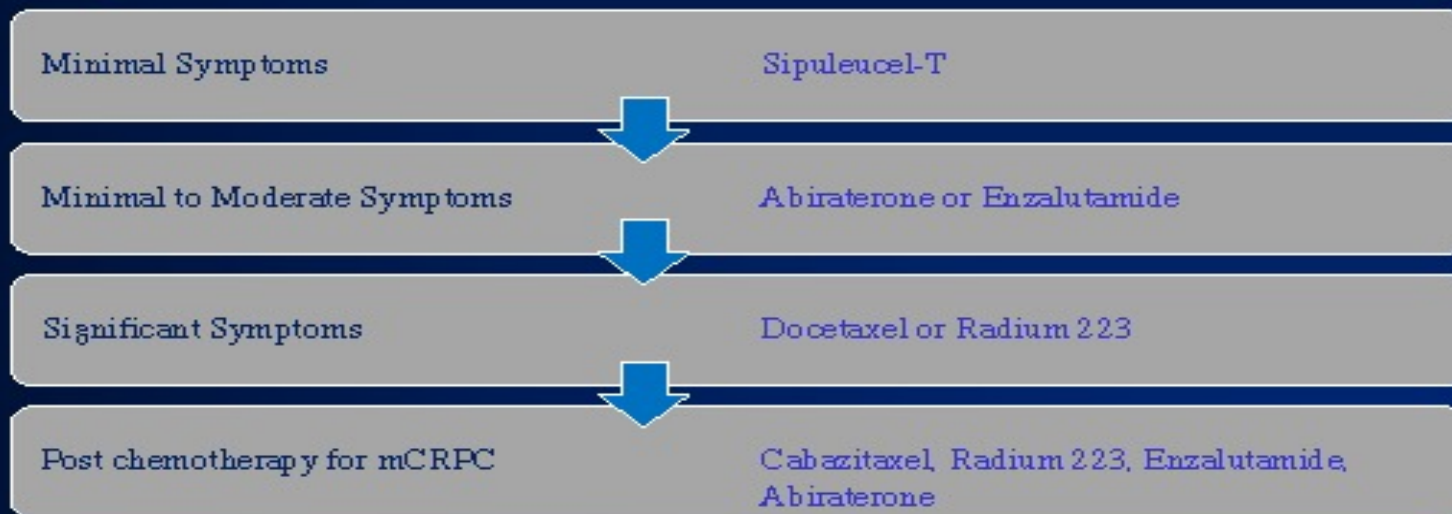 Minimal Symptoms
Sipuleucel-T
Minimal to Moderate Symptoms
Abiraterone or Enzalutamide
Significant Symptoms
Docetaxel or Radium 223
Post chemotherapy for mCRPC
Cabazitaxel, Radium 223, Enzalutamide,
Abiraterone